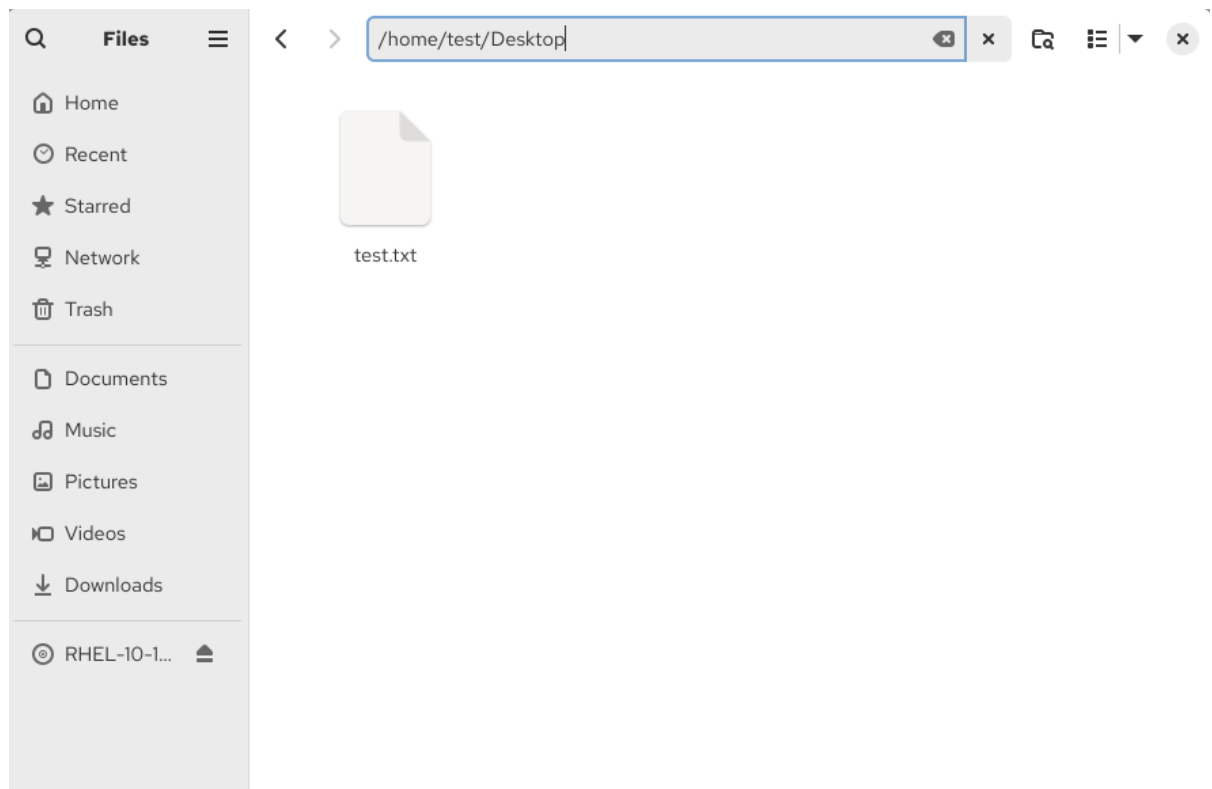 Files
/home/test/Desktop
Home
Recent
Starred
Network
Trash
Documents
Music
Pictures
Videos
Downloads
RHEL-10-1...
test.txt